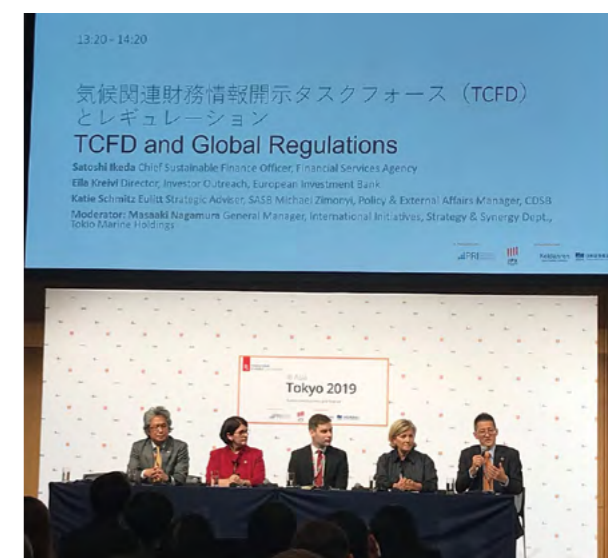 13:20 - 14:20
気候関連財務情報開示タスクフォース（TCFD）
とレギュレーション
TCFD and Global Regulations
Satoshi Ikeda Chief Sustainable Finance Officer, Financial Services Agency
Eila Kreivi Director, Investor Outreach, European Investment Bank
Katie Schmitz Eulitt Strategic Adviser, SASB Michael Zimonyi, Policy & External Affairs Manager, CDSB
Moderator: Masaaki Nagamura General Manager, International Initiatives, Strategy & Synergy Dept.,
Tokio Marine Holdings
PRI
Keidanren
Tokyo 2019